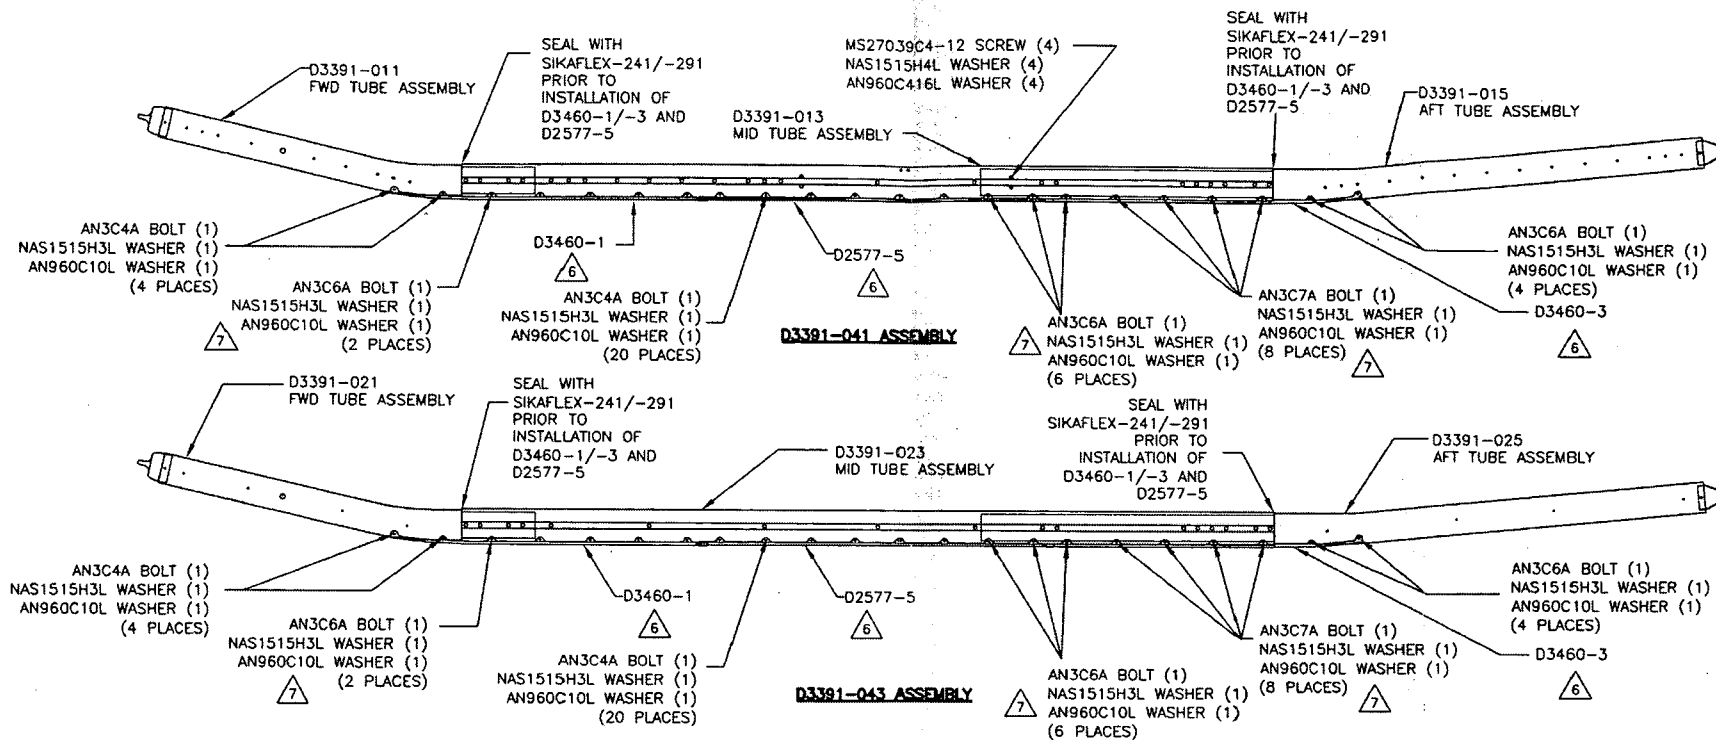 D3391-011
FWD TUBE ASSEMBLY
SEAL WITH
SIKAFLEX-241/-291
PRIOR TO
INSTALLATION OF
D3460-1/-3 AND
D2577-5
MS27039C4-12 SCREW (4)
NAS1515H4L WASHER (4)
AN960C416L WASHER (4)
D3391-013
MID TUBE ASSEMBLY
SEAL WITH
SIKAFLEX-241/-291
PRIOR TO
INSTALLATION OF
D3460-1/-3 AND
D2577-5
D3391-015
AFT TUBE ASSEMBLY
AN3C4A BOLT (1)
NAS1515H3L WASHER (1)
AN960C10L WASHER (1)
(4 PLACES)
AN3C6A BOLT (1)
NAS1515H3L WASHER (1)
AN960C10L WASHER (1)
(2 PLACES)
7
D3460-1
6
AN3C4A BOLT (1)
NAS1515H3L WASHER (1)
AN960C10L WASHER (1)
(20 PLACES)
D2577-5
6
D3391-041 ASSEMBLY
7
AN3C6A BOLT (1)
NAS1515H3L WASHER (1)
AN960C10L WASHER (1)
(6 PLACES)
AN3C7A BOLT (1)
NAS1515H3L WASHER (1)
AN960C10L WASHER (1)
(8 PLACES)
7
AN3C6A BOLT (1)
NAS1515H3L WASHER (1)
AN960C10L WASHER (1)
(4 PLACES)
D3460-3
6
D3391-021
FWD TUBE ASSEMBLY
SEAL WITH
SIKAFLEX-241/-291
PRIOR TO
INSTALLATION OF
D3460-1/-3 AND
D2577-5
D3391-023
MID TUBE ASSEMBLY
SEAL WITH
SIKAFLEX-241/-291
PRIOR TO
INSTALLATION OF
D3460-1/-3 AND
D2577-5
D3391-025
AFT TUBE ASSEMBLY
AN3C4A BOLT (1)
NAS1515H3L WASHER (1)
AN960C10L WASHER (1)
(4 PLACES)
AN3C6A BOLT (1)
NAS1515H3L WASHER (1)
AN960C10L WASHER (1)
(2 PLACES)
7
D3460-1
6
AN3C4A BOLT (1)
NAS1515H3L WASHER (1)
AN960C10L WASHER (1)
(20 PLACES)
D2577-5
6
D3391-043 ASSEMBLY
7
AN3C6A BOLT (1)
NAS1515H3L WASHER (1)
AN960C10L WASHER (1)
(6 PLACES)
AN3C7A BOLT (1)
NAS1515H3L WASHER (1)
AN960C10L WASHER (1)
(8 PLACES)
7
AN3C6A BOLT (1)
NAS1515H3L WASHER (1)
AN960C10L WASHER (1)
(4 PLACES)
D3460-3
6